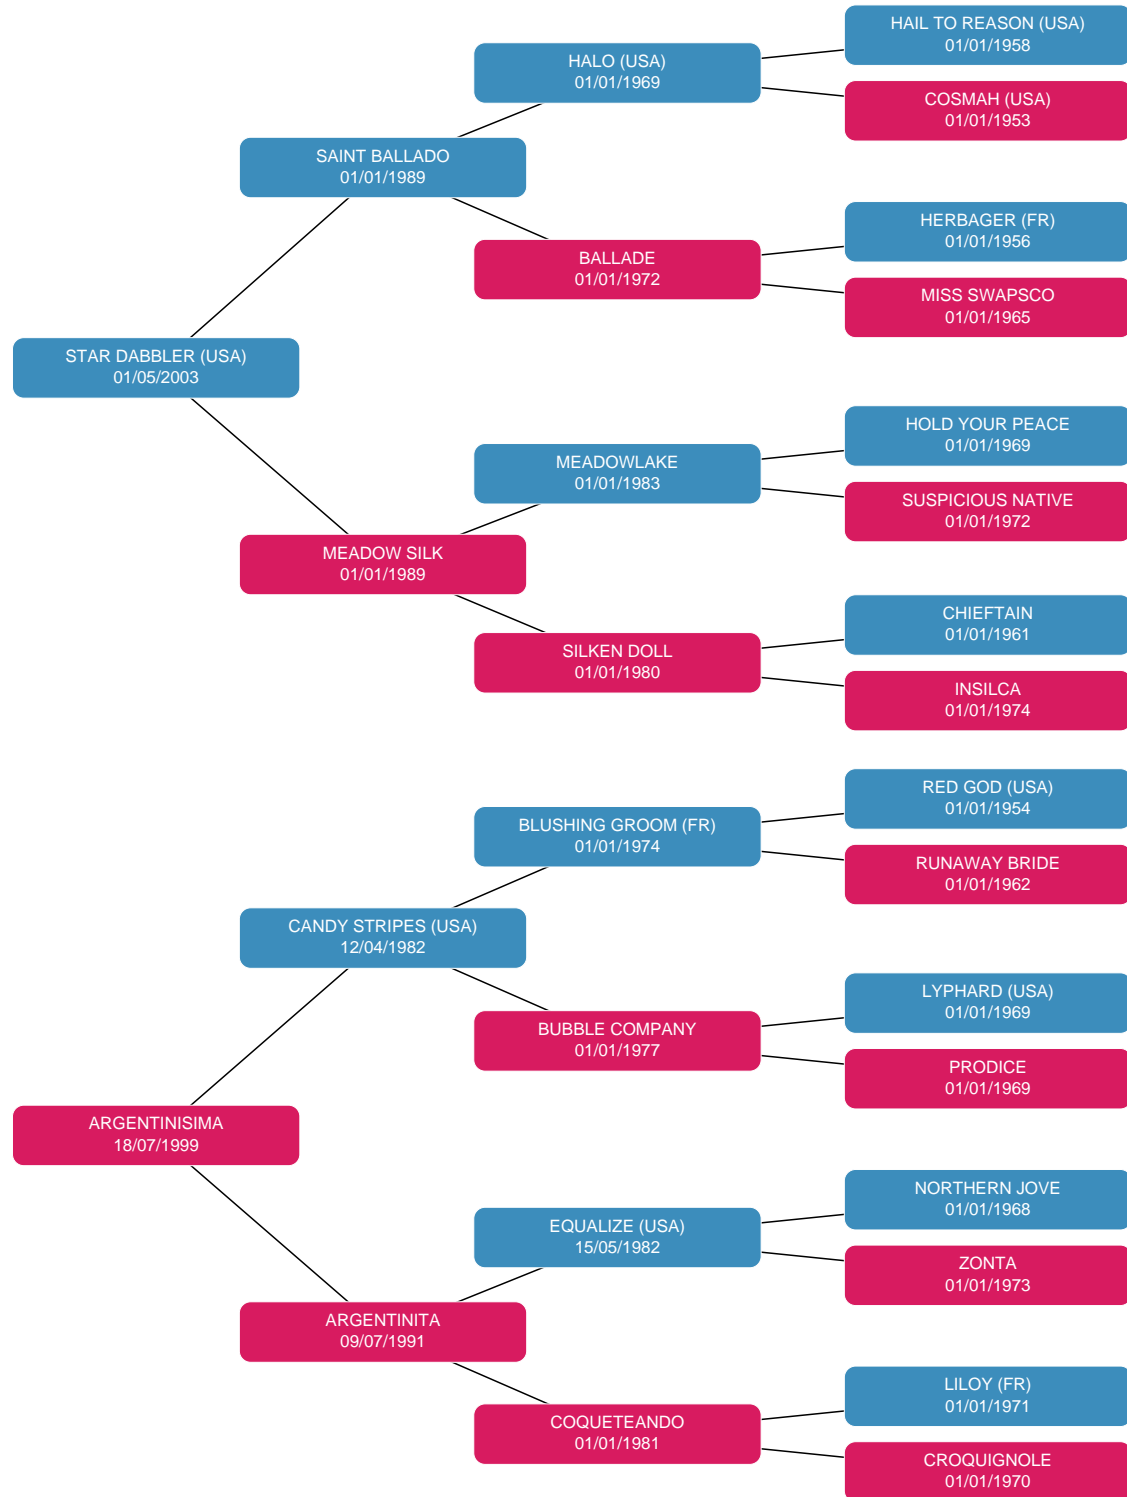 HAIL TO REASON (USA)
01/01/1958
HALO (USA)
01/01/1969
COSMAH (USA)
01/01/1953
SAINT BALLADO
01/01/1989
HERBAGER (FR)
01/01/1956
BALLADE
01/01/1972
MISS SWAPSCO
01/01/1965
STAR DABBLER (USA)
01/05/2003
HOLD YOUR PEACE
01/01/1969
MEADOWLAKE
01/01/1983
SUSPICIOUS NATIVE
01/01/1972
MEADOW SILK
01/01/1989
CHIEFTAIN
01/01/1961
SILKEN DOLL
01/01/1980
INSILCA
01/01/1974
RED GOD (USA)
01/01/1954
BLUSHING GROOM (FR)
01/01/1974
RUNAWAY BRIDE
01/01/1962
CANDY STRIPES (USA)
12/04/1982
LYPHARD (USA)
01/01/1969
BUBBLE COMPANY
01/01/1977
PRODICE
01/01/1969
ARGENTINISIMA
18/07/1999
NORTHERN JOVE
01/01/1968
EQUALIZE (USA)
15/05/1982
ZONTA
01/01/1973
ARGENTINITA
09/07/1991
LILOY (FR)
01/01/1971
COQUETEANDO
01/01/1981
CROQUIGNOLE
01/01/1970